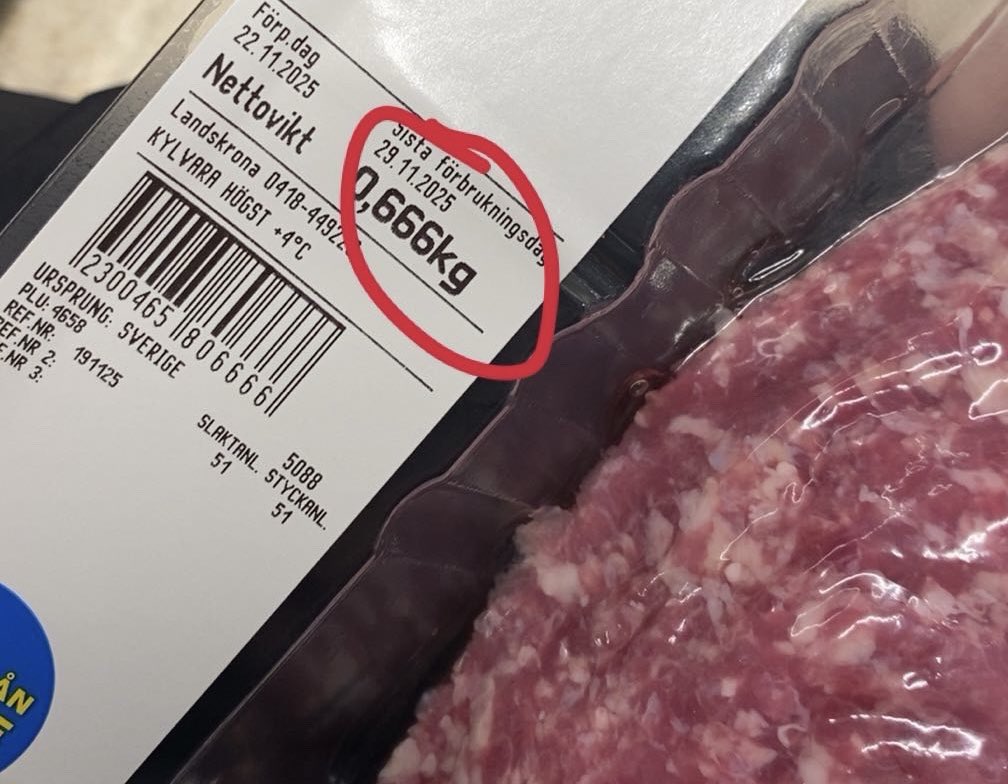 Förp.dag
22.11.2025
Sista förbrukningsdag
29.11.2025
Nettovikt 0,666kg
Landskrona 0418-4492
KYLVARA HÖGST +4°C
2300465806666
URSPRUNG: SVERIGE
PLU: 4658
REF.NR: 191125
REF.NR 2:
F.NR 3:
5088
SLAKTANL. STYCKANL.
51 51
ÅN